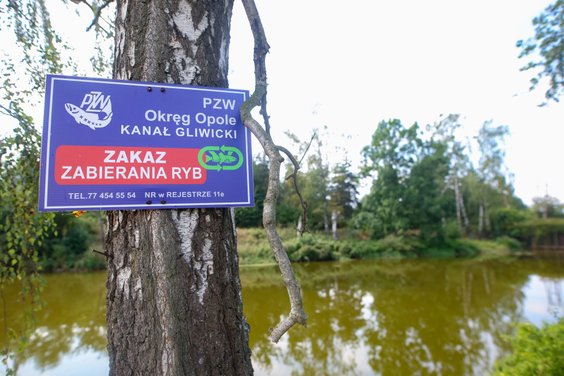 PZW
PZW
Okręg Opole
KANAŁ GLIWICKI
ZAKAZ
ZABIERANIA RYB
TEL.77 454 55 54 NR w REJESTRZE 11e